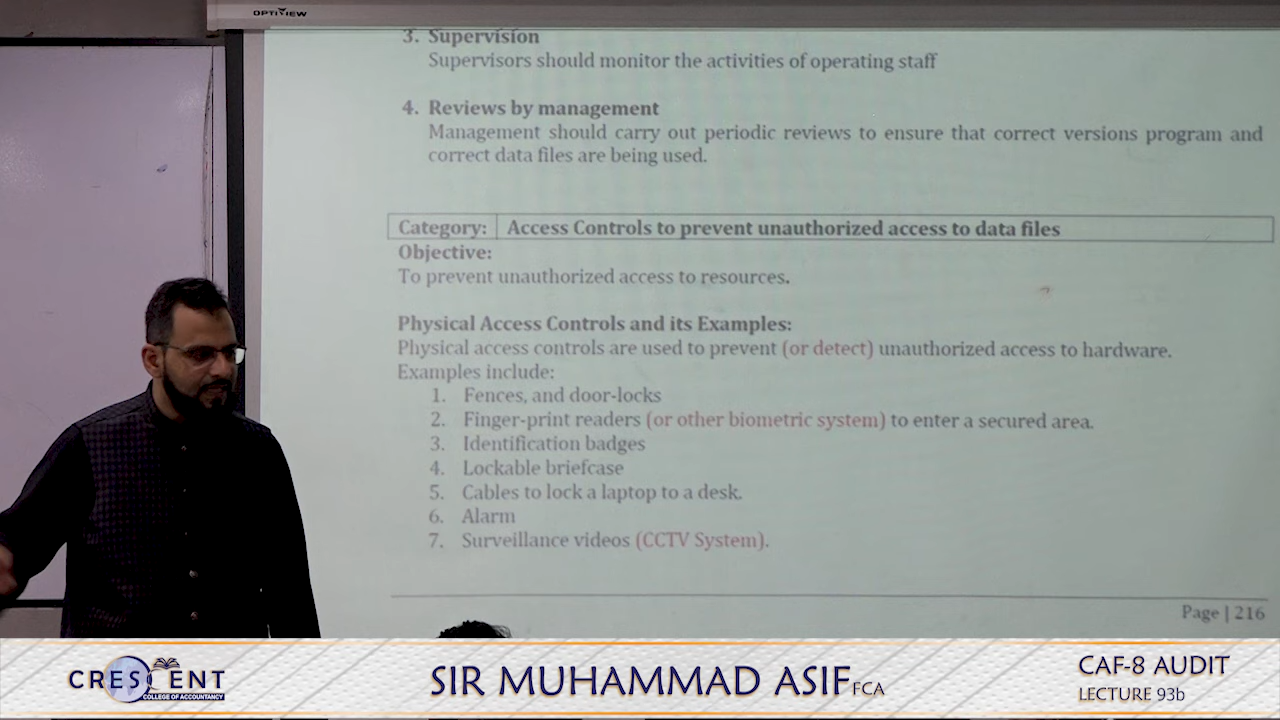 OPTIVIEW
3. Supervision
Supervisors should monitor the activities of operating staff
4. Reviews by management
Management should carry out periodic reviews to ensure that correct versions program and
correct data files are being used.
Category: Access Controls to prevent unauthorized access to data files
Objective:
To prevent unauthorized access to resources.
Physical Access Controls and its Examples:
Physical access controls are used to prevent (or detect) unauthorized access to hardware.
Examples include:
1. Fences, and door-locks
2. Finger-print readers (or other biometric system) to enter a secured area.
3. Identification badges
4. Lockable briefcase
5. Cables to lock a laptop to a desk.
6. Alarm
7. Surveillance videos (CCTV System).
Page | 216
CRESCENT
COLLEGE OF ACCOUNTANCY
SIR MUHAMMAD ASIF FCA
CAF-8 AUDIT
LECTURE 93b